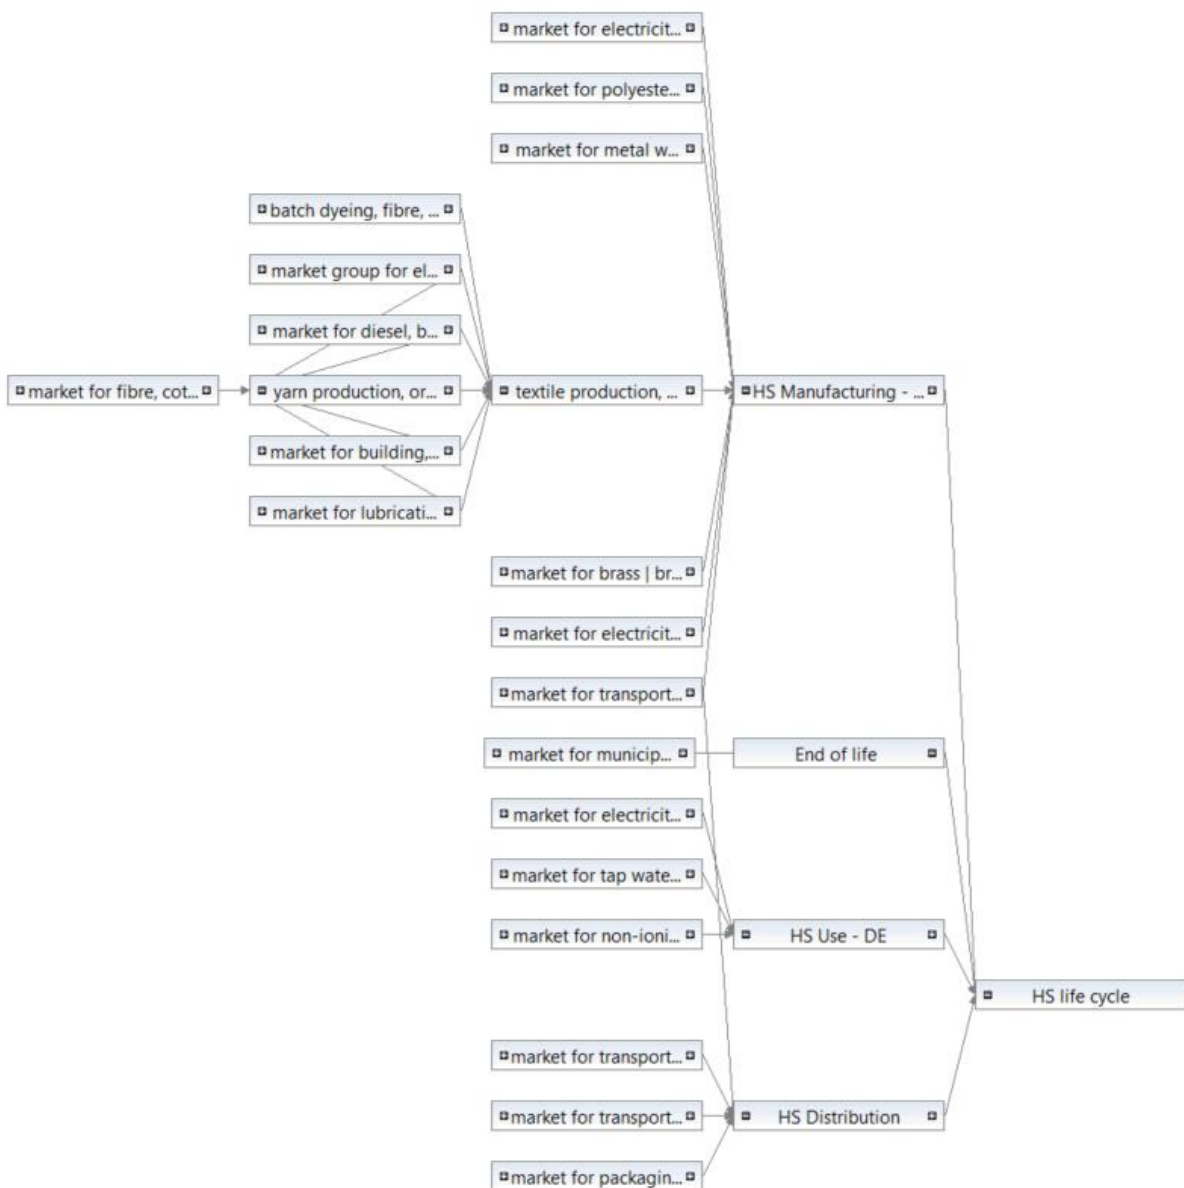 market for electricit...
market for polyeste...
market for metal w...
batch dyeing, fibre, ...
market group for el...
market for diesel, b...
market for fibre, cot...
yarn production, or...
textile production, ...
HS Manufacturing - ...
market for building,...
market for lubricati...
market for brass | br...
market for electricit...
market for transport...
market for municip...
End of life
market for electricit...
market for tap wate...
market for non-ioni...
HS Use - DE
HS life cycle
market for transport...
market for transport...
HS Distribution
market for packagin...